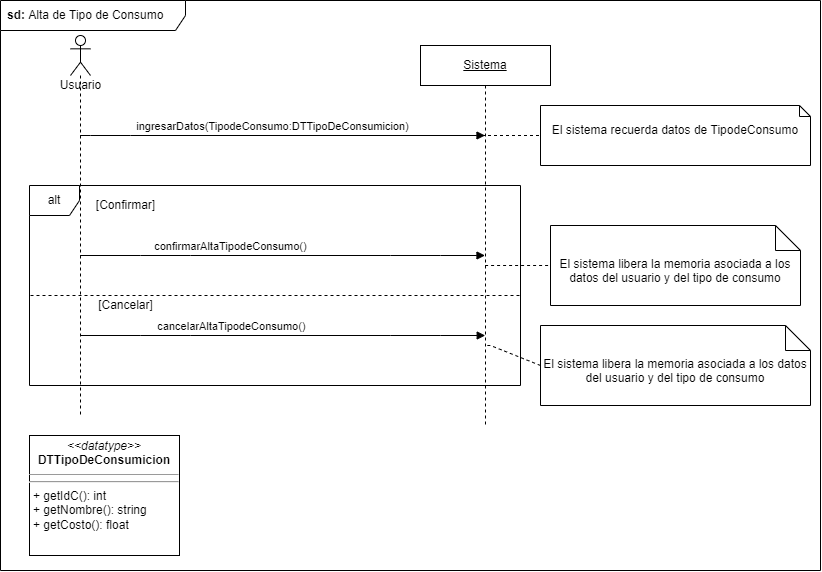 sd: Alta de Tipo de Consumo
Usuario
Sistema
ingresarDatos(TipodeConsumo:DTTipoDeConsumicion)
El sistema recuerda datos de TipodeConsumo
alt
[Confirmar]
confirmarAltaTipodeConsumo()
El sistema libera la memoria asociada a los
datos del usuario y del tipo de consumo
[Cancelar]
cancelarAltaTipodeConsumo()
El sistema libera la memoria asociada a los datos
del usuario y del tipo de consumo
<<datatype>>
DTTipoDeConsumicion
+ getIdC(): int
+ getNombre(): string
+ getCosto(): float